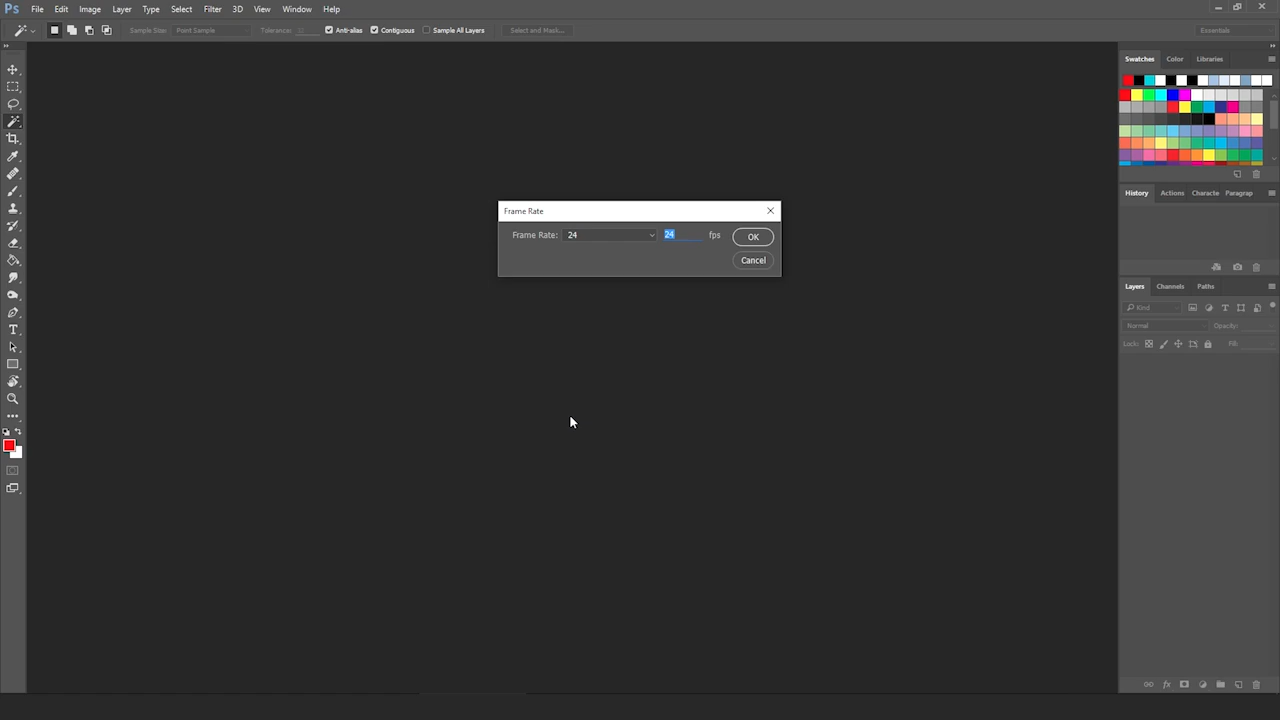 Ps File Edit Image Layer Type Select Filter 3D View Window Help
Sample Size: Point Sample Tolerance: Anti-alias Contiguous Sample All Layers Select and Mask... Essentials
Swatches Color Libraries
History Actions Characte Paragrap
Frame Rate
Frame Rate: 24 24 fps OK
Cancel
Layers Channels Paths
Kind
Normal Opacity:
Lock: Fill: